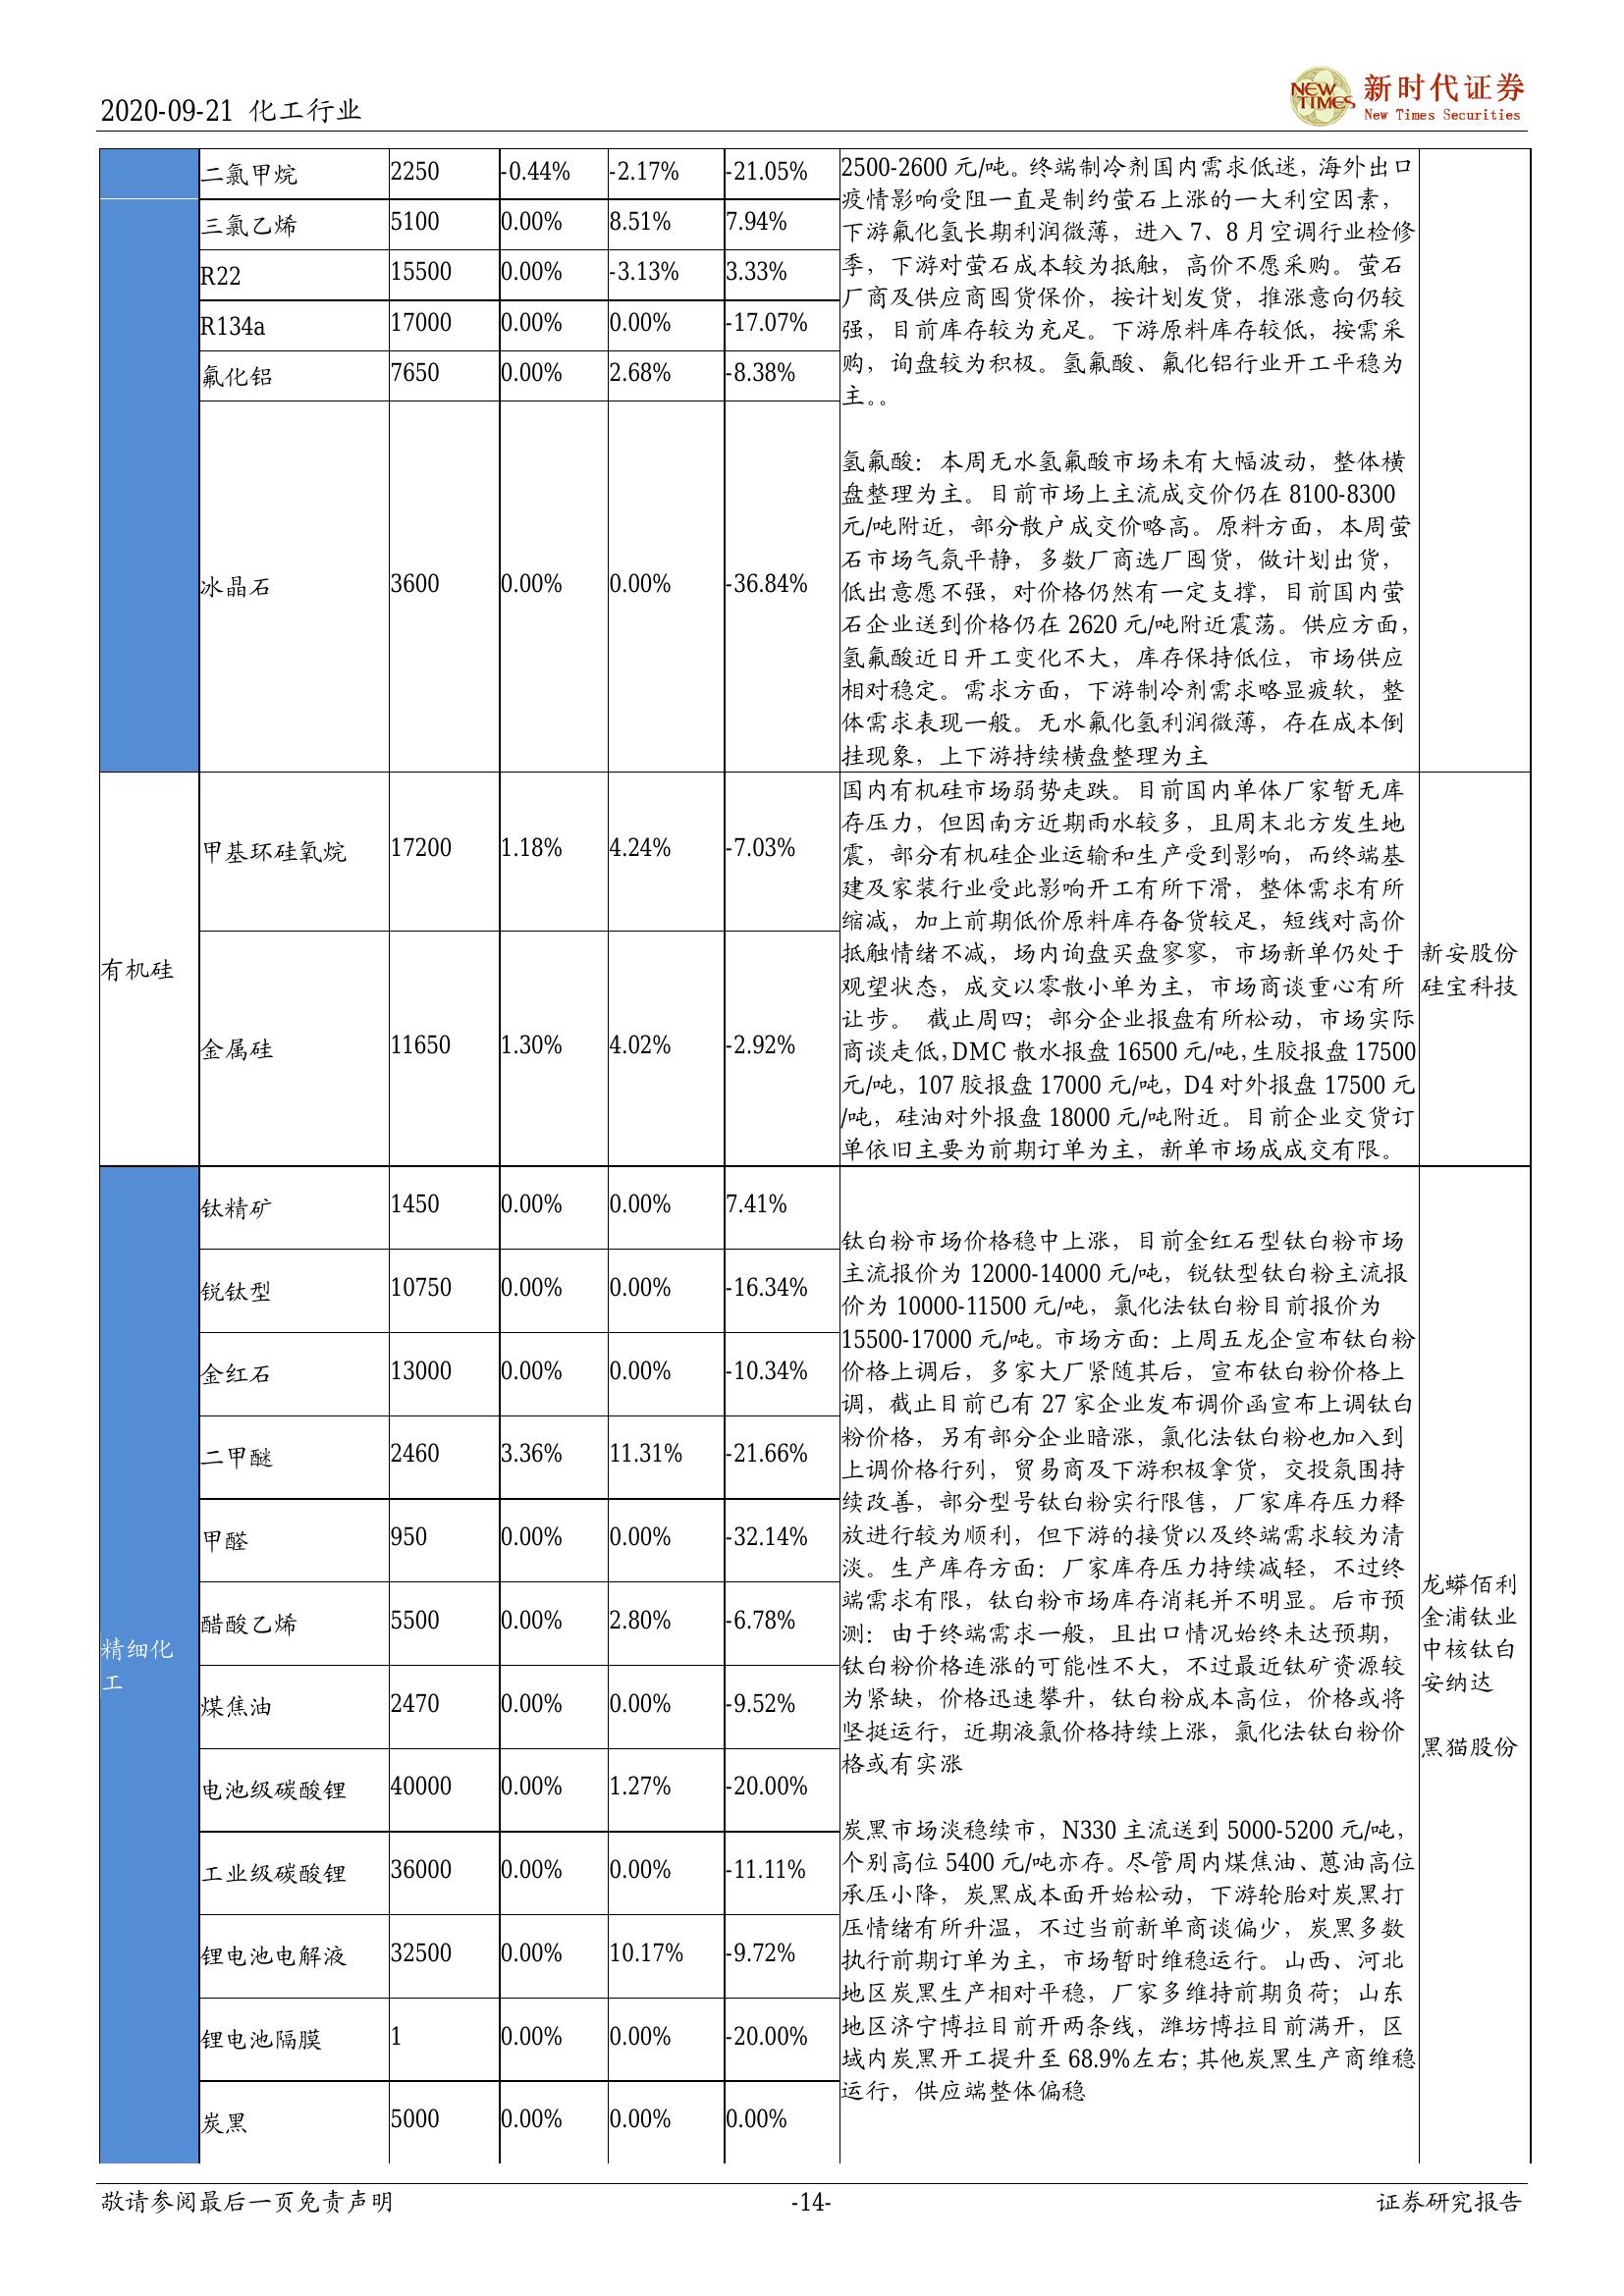 2020-09-21 化工行业
NEW TIMES
新时代证券
New Times Securities
二氯甲烷 2250 -0.44% -2.17% -21.05%
三氯乙烯 5100 0.00% 8.51% 7.94%
R22 15500 0.00% -3.13% 3.33%
R134a 17000 0.00% 0.00% -17.07%
氟化铝 7650 0.00% 2.68% -8.38%
冰晶石 3600 0.00% 0.00% -36.84%
2500-2600 元/吨。终端制冷剂国内需求低迷，海外出口
疫情影响受阻一直是制约萤石上涨的一大利空因素，
下游氟化氢长期利润微薄，进入 7、8 月空调行业检修
季，下游对萤石成本较为抵触，高价不愿采购。萤石
厂商及供应商囤货保价，按计划发货，推涨意向仍较
强，目前库存较为充足。下游原料库存较低，按需采
购，询盘较为积极。氢氟酸、氟化铝行业开工平稳为
主。。
氢氟酸：本周无水氢氟酸市场未有大幅波动，整体横
盘整理为主。目前市场上主流成交价仍在 8100-8300
元/吨附近，部分散户成交价略高。原料方面，本周萤
石市场气氛平静，多数厂商选厂囤货，做计划出货，
低出意愿不强，对价格仍然有一定支撑，目前国内萤
石企业送到价格仍在 2620 元/吨附近震荡。供应方面，
氢氟酸近日开工变化不大，库存保持低位，市场供应
相对稳定。需求方面，下游制冷剂需求略显疲软，整
体需求表现一般。无水氟化氢利润微薄，存在成本倒
挂现象，上下游持续横盘整理为主
有机硅
甲基环硅氧烷 17200 1.18% 4.24% -7.03%
金属硅 11650 1.30% 4.02% -2.92%
国内有机硅市场弱势走跌。目前国内单体厂家暂无库
存压力，但因南方近期雨水较多，且周末北方发生地
震，部分有机硅企业运输和生产受到影响，而终端基
建及家装行业受此影响开工有所下滑，整体需求有所
缩减，加上前期低价原料库存备货较足，短线对高价
抵触情绪不减，场内询盘买盘寥寥，市场新单仍处于
观望状态，成交以零散小单为主，市场商谈重心有所
让步。 截止周四；部分企业报盘有所松动，市场实际
商谈走低，DMC 散水报盘 16500 元/吨，生胶报盘 17500
元/吨，107 胶报盘 17000 元/吨，D4 对外报盘 17500 元
/吨，硅油对外报盘 18000 元/吨附近。目前企业交货订
单依旧主要为前期订单为主，新单市场成成交有限。
新安股份
硅宝科技
精细化
工
钛精矿 1450 0.00% 0.00% 7.41%
锐钛型 10750 0.00% 0.00% -16.34%
金红石 13000 0.00% 0.00% -10.34%
二甲醚 2460 3.36% 11.31% -21.66%
甲醛 950 0.00% 0.00% -32.14%
醋酸乙烯 5500 0.00% 2.80% -6.78%
煤焦油 2470 0.00% 0.00% -9.52%
电池级碳酸锂 40000 0.00% 1.27% -20.00%
工业级碳酸锂 36000 0.00% 0.00% -11.11%
锂电池电解液 32500 0.00% 10.17% -9.72%
锂电池隔膜 1 0.00% 0.00% -20.00%
炭黑 5000 0.00% 0.00% 0.00%
钛白粉市场价格稳中上涨，目前金红石型钛白粉市场
主流报价为 12000-14000 元/吨，锐钛型钛白粉主流报
价为 10000-11500 元/吨，氯化法钛白粉目前报价为
15500-17000 元/吨。市场方面：上周五龙企宣布钛白粉
价格上调后，多家大厂紧随其后，宣布钛白粉价格上
调，截止目前已有 27 家企业发布调价函宣布上调钛白
粉价格，另有部分企业暗涨，氯化法钛白粉也加入到
上调价格行列，贸易商及下游积极拿货，交投氛围持
续改善，部分型号钛白粉实行限售，厂家库存压力释
放进行较为顺利，但下游的接货以及终端需求较为清
淡。生产库存方面：厂家库存压力持续减轻，不过终
端需求有限，钛白粉市场库存消耗并不明显。后市预
测：由于终端需求一般，且出口情况始终未达预期，
钛白粉价格连涨的可能性不大，不过最近钛矿资源较
为紧缺，价格迅速攀升，钛白粉成本高位，价格或将
坚挺运行，近期液氯价格持续上涨，氯化法钛白粉价
格或有实涨
炭黑市场淡稳续市，N330 主流送到 5000-5200 元/吨，
个别高位 5400 元/吨亦存。尽管周内煤焦油、蒽油高位
承压小降，炭黑成本面开始松动，下游轮胎对炭黑打
压情绪有所升温，不过当前新单商谈偏少，炭黑多数
执行前期订单为主，市场暂时维稳运行。山西、河北
地区炭黑生产相对平稳，厂家多维持前期负荷；山东
地区济宁博拉目前开两条线，潍坊博拉目前满开，区
域内炭黑开工提升至 68.9%左右；其他炭黑生产商维稳
运行，供应端整体偏稳
龙蟒佰利
金浦钛业
中核钛白
安纳达
黑猫股份
敬请参阅最后一页免责声明 -14- 证券研究报告